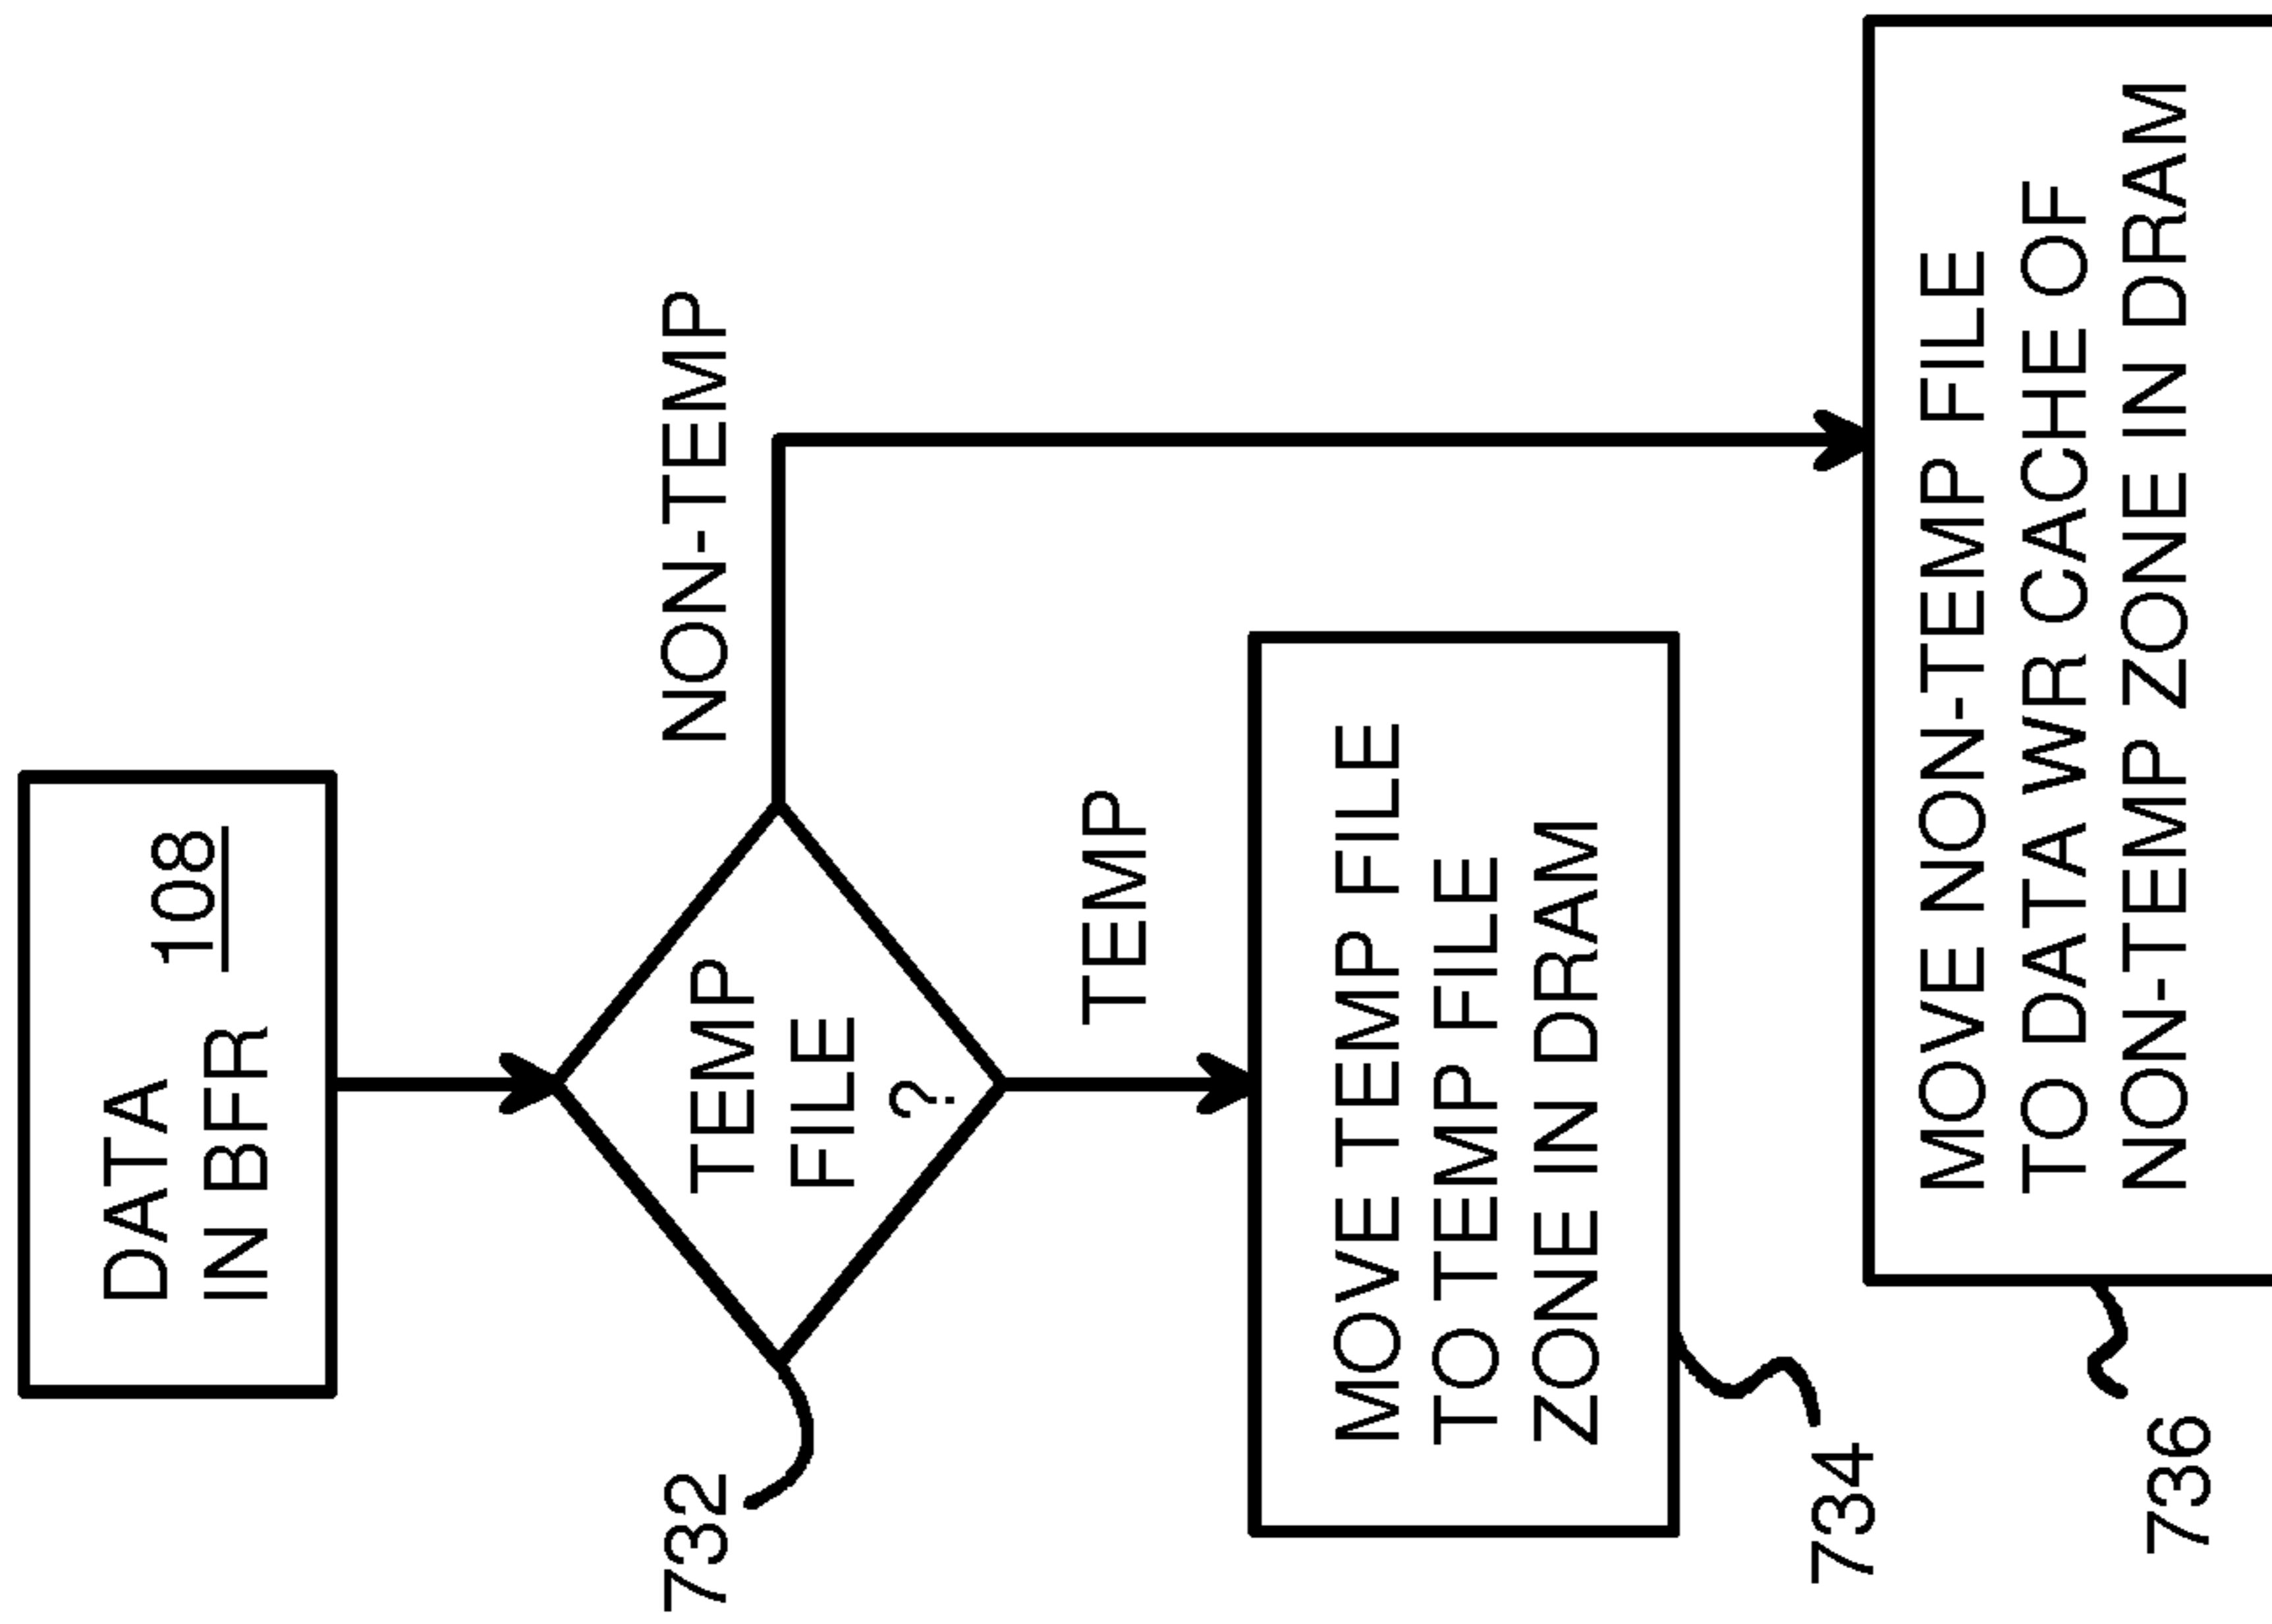 DATA
IN BFR 108
TEMP
FILE
?
732
NON-TEMP
TEMP
MOVE TEMP FILE
TO TEMP FILE
ZONE IN DRAM
734
MOVE NON-TEMP FILE
TO DATA WR CACHE OF
NON-TEMP ZONE IN DRAM
736